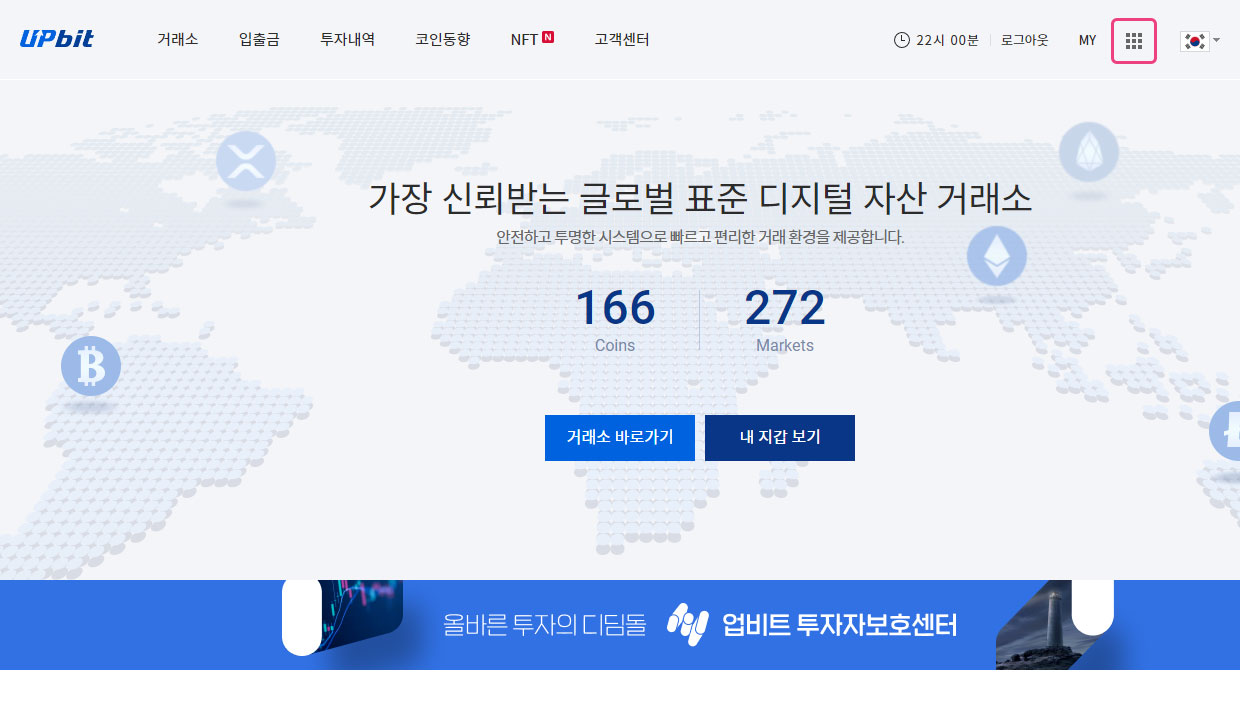 UPbit 거래소 입출금 투자내역 코인동향 NFT N 고객센터 22시 00분 로그아웃 MY
가장 신뢰받는 글로벌 표준 디지털 자산 거래소
안전하고 투명한 시스템으로 빠르고 편리한 거래 환경을 제공합니다.
166 272
Coins Markets
거래소 바로가기 내 지갑 보기
올바른 투자의 디딤돌 업비트 투자자보호센터